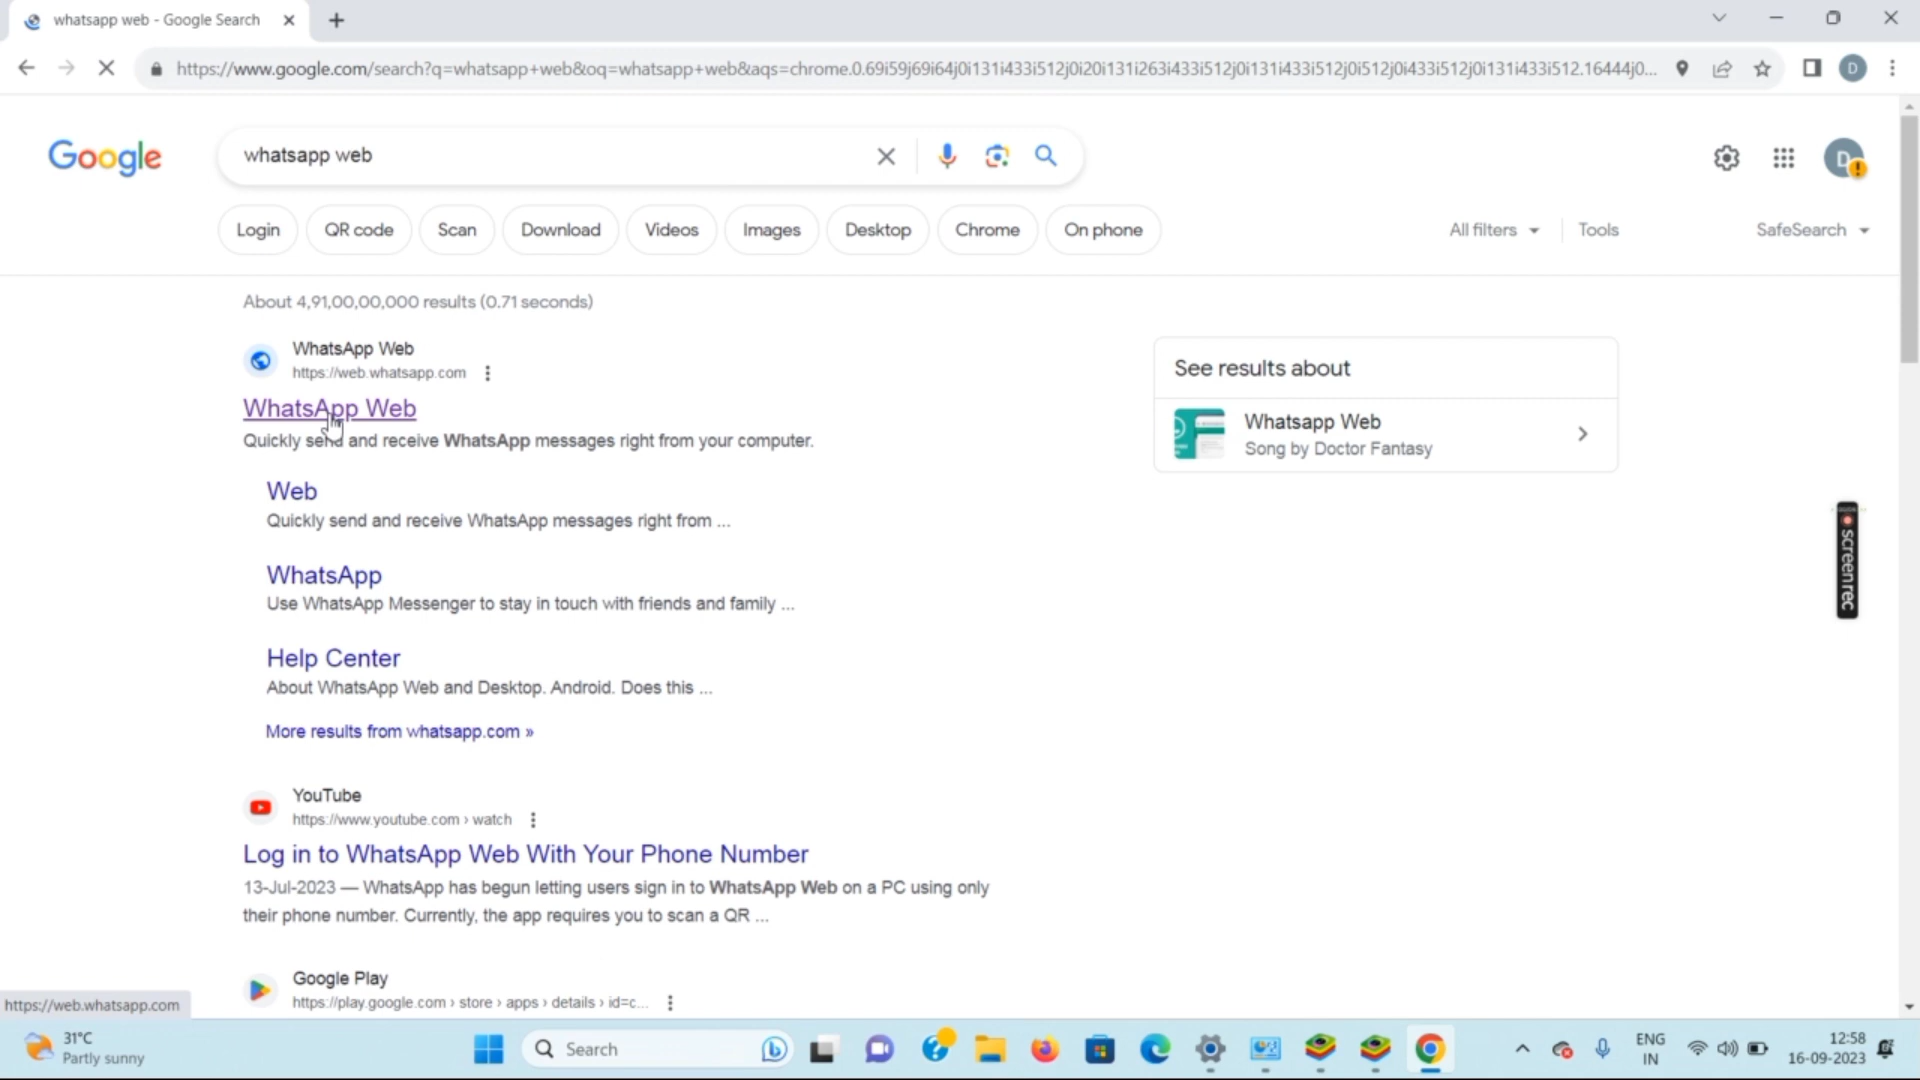 whatsapp web - Google Search
https://www.google.com/search?q=whatsapp+web&oq=whatsapp+web&aqs=chrome.0.69i59j69i64j0i131i433i512j0i20i131i263i433i512j0i131i433i512j0i512j0i433i512j0i131i433i512.16444j0...
D
Google
whatsapp web
D
Login
QR code
Scan
Download
Videos
Images
Desktop
Chrome
On phone
All filters
Tools
SafeSearch
About 4,91,00,00,000 results (0.71 seconds)
WhatsApp Web
https://web.whatsapp.com
WhatsApp Web
Quickly send and receive WhatsApp messages right from your computer.
Web
Quickly send and receive WhatsApp messages right from ...
WhatsApp
Use WhatsApp Messenger to stay in touch with friends and family ...
Help Center
About WhatsApp Web and Desktop. Android. Does this ...
More results from whatsapp.com »
See results about
Whatsapp Web
Song by Doctor Fantasy
screenrec
YouTube
https://www.youtube.com › watch
Log in to WhatsApp Web With Your Phone Number
13-Jul-2023 — WhatsApp has begun letting users sign in to WhatsApp Web on a PC using only
their phone number. Currently, the app requires you to scan a QR ...
Google Play
https://play.google.com › store › apps › details › id=c...
https://web.whatsapp.com
31°C
Partly sunny
Search
ENG
IN
12:58
16-09-2023